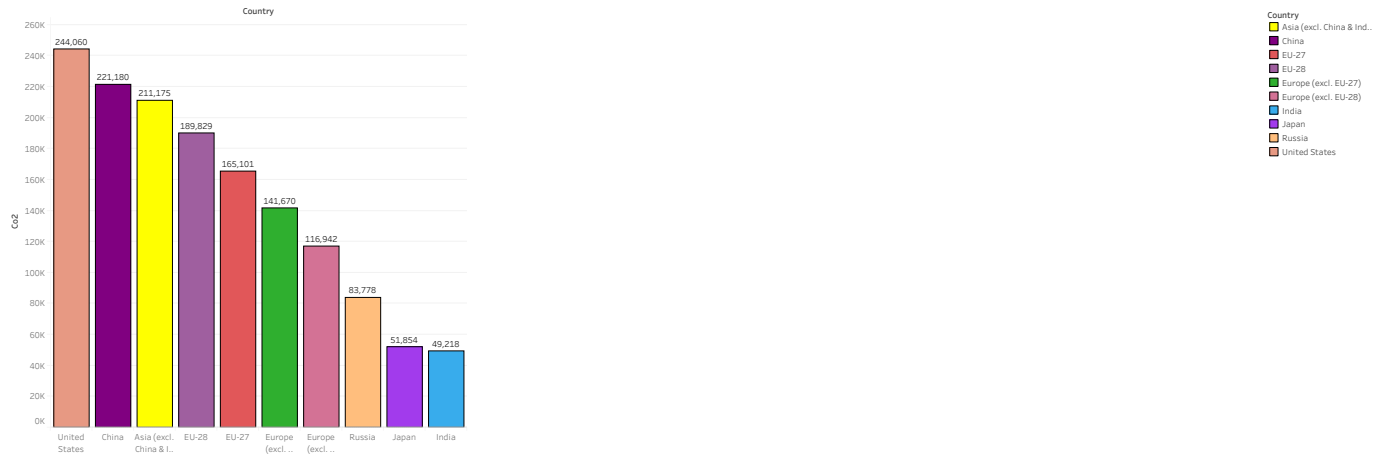 Country
260K
240K
220K
200K
180K
160K
140K
120K
100K
80K
60K
40K
20K
0K
Co2
244,060
221,180
211,175
189,829
165,101
141,670
116,942
83,778
51,854
49,218
United States
China
Asia (excl. China & I..
EU-28
EU-27
Europe (excl. ..
Europe (excl. ..
Russia
Japan
India
Country
Asia (excl. China & Ind..
China
EU-27
EU-28
Europe (excl. EU-27)
Europe (excl. EU-28)
India
Japan
Russia
United States